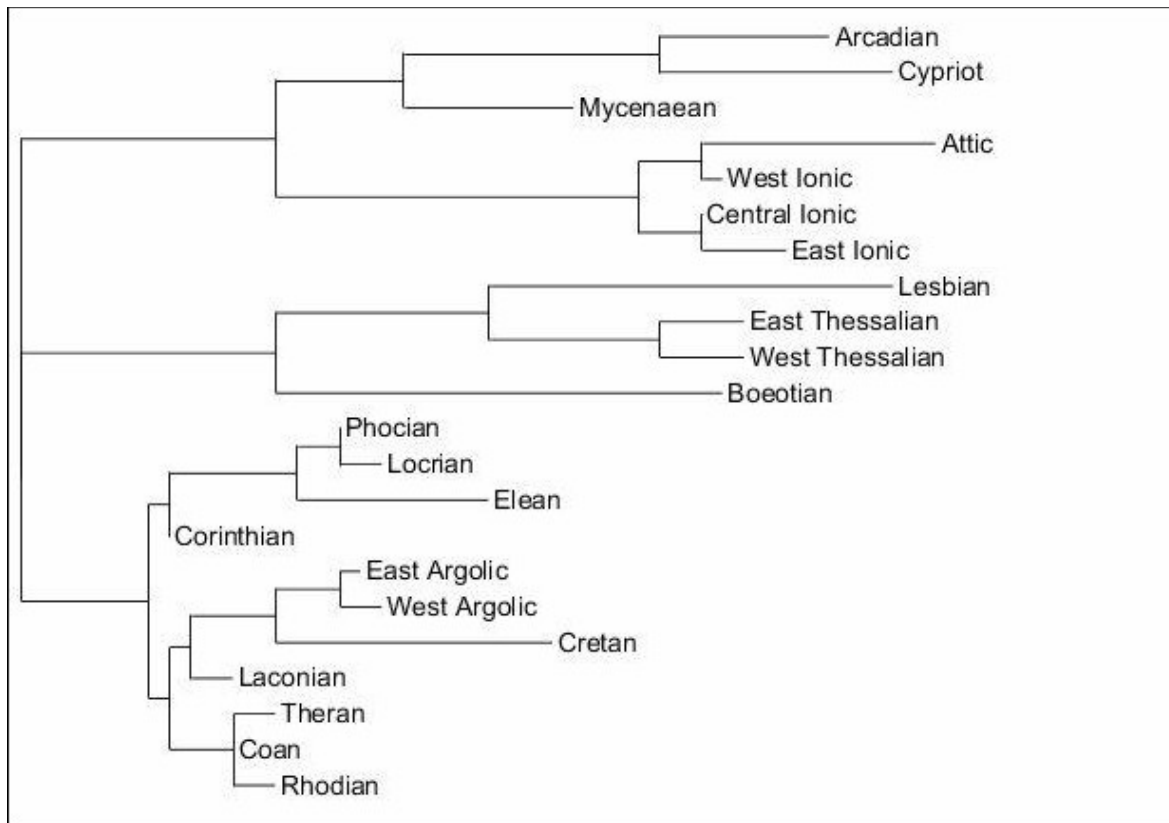 Arcadian
Cypriot
Mycenaean
Attic
West Ionic
Central Ionic
East Ionic
Lesbian
East Thessalian
West Thessalian
Boeotian
Phocian
Locrian
Elean
Corinthian
East Argolic
West Argolic
Cretan
Laconian
Theran
Coan
Rhodian